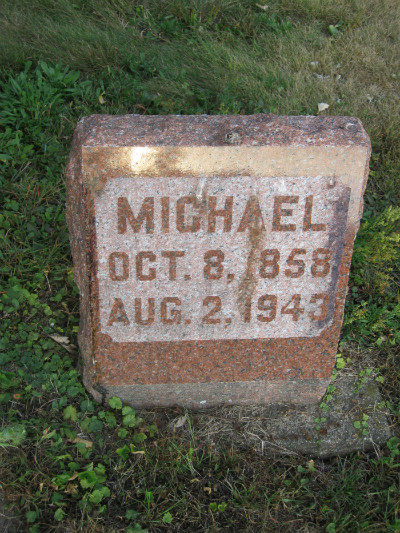 MICHAEL
OCT. 8, 1858
AUG. 2, 1943